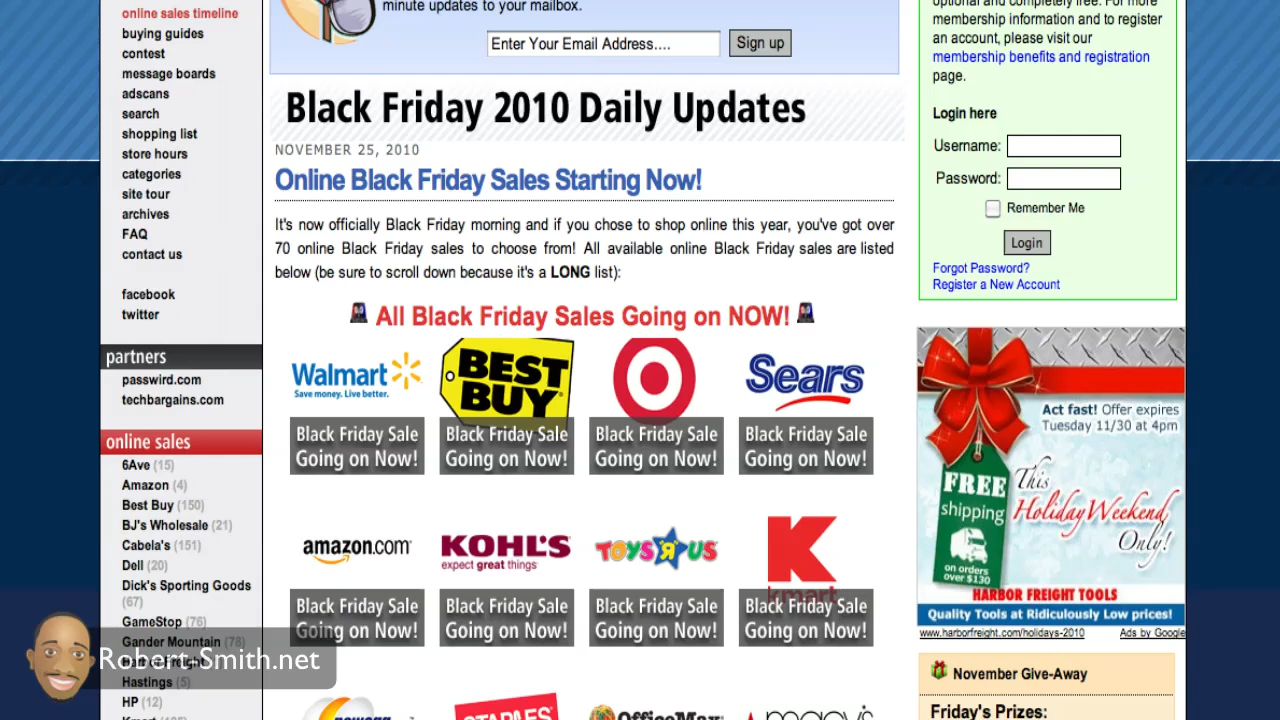 online sales timeline
buying guides
contest
message boards
adscans
search
shopping list
store hours
categories
site tour
archives
FAQ
contact us
facebook
twitter
partners
passwird.com
techbargains.com
online sales
6Ave (15)
Amazon (4)
Best Buy (150)
BJ's Wholesale (21)
Cabela's (151)
Dell (20)
Dick's Sporting Goods
(67)
GameStop (76)
Gander Mountain (78)
Harbor Freight
Hastings (5)
HP (12)
Robert-Smith.net
minute updates to your mailbox.
Enter Your Email Address....
Sign up
Black Friday 2010 Daily Updates
NOVEMBER 25, 2010
Online Black Friday Sales Starting Now!
It's now officially Black Friday morning and if you chose to shop online this year, you've got over
70 online Black Friday sales to choose from! All available online Black Friday sales are listed
below (be sure to scroll down because it's a LONG list):
All Black Friday Sales Going on NOW!
Walmart
Save money. Live better.
BEST
BUY
Sears
Black Friday Sale
Going on Now!
Black Friday Sale
Going on Now!
Black Friday Sale
Going on Now!
Black Friday Sale
Going on Now!
amazon.com
KOHL'S
expect great things
TOYS R US
K
kmart
Black Friday Sale
Going on Now!
Black Friday Sale
Going on Now!
Black Friday Sale
Going on Now!
Black Friday Sale
Going on Now!
newegg
STAPLES
OfficeMax
macy's
optional and completely free. For more
membership information and to register
an account, please visit our
membership benefits and registration
page.
Login here
Username:
Password:
Remember Me
Login
Forgot Password?
Register a New Account
Act fast! Offer expires
Tuesday 11/30 at 4pm
FREE
shipping
on orders
over $130
This
Holiday Weekend
Only!
HARBOR FREIGHT TOOLS
Quality Tools at Ridiculously Low prices!
www.harborfreight.com/holidays-2010
Ads by Google
November Give-Away
Friday's Prizes: